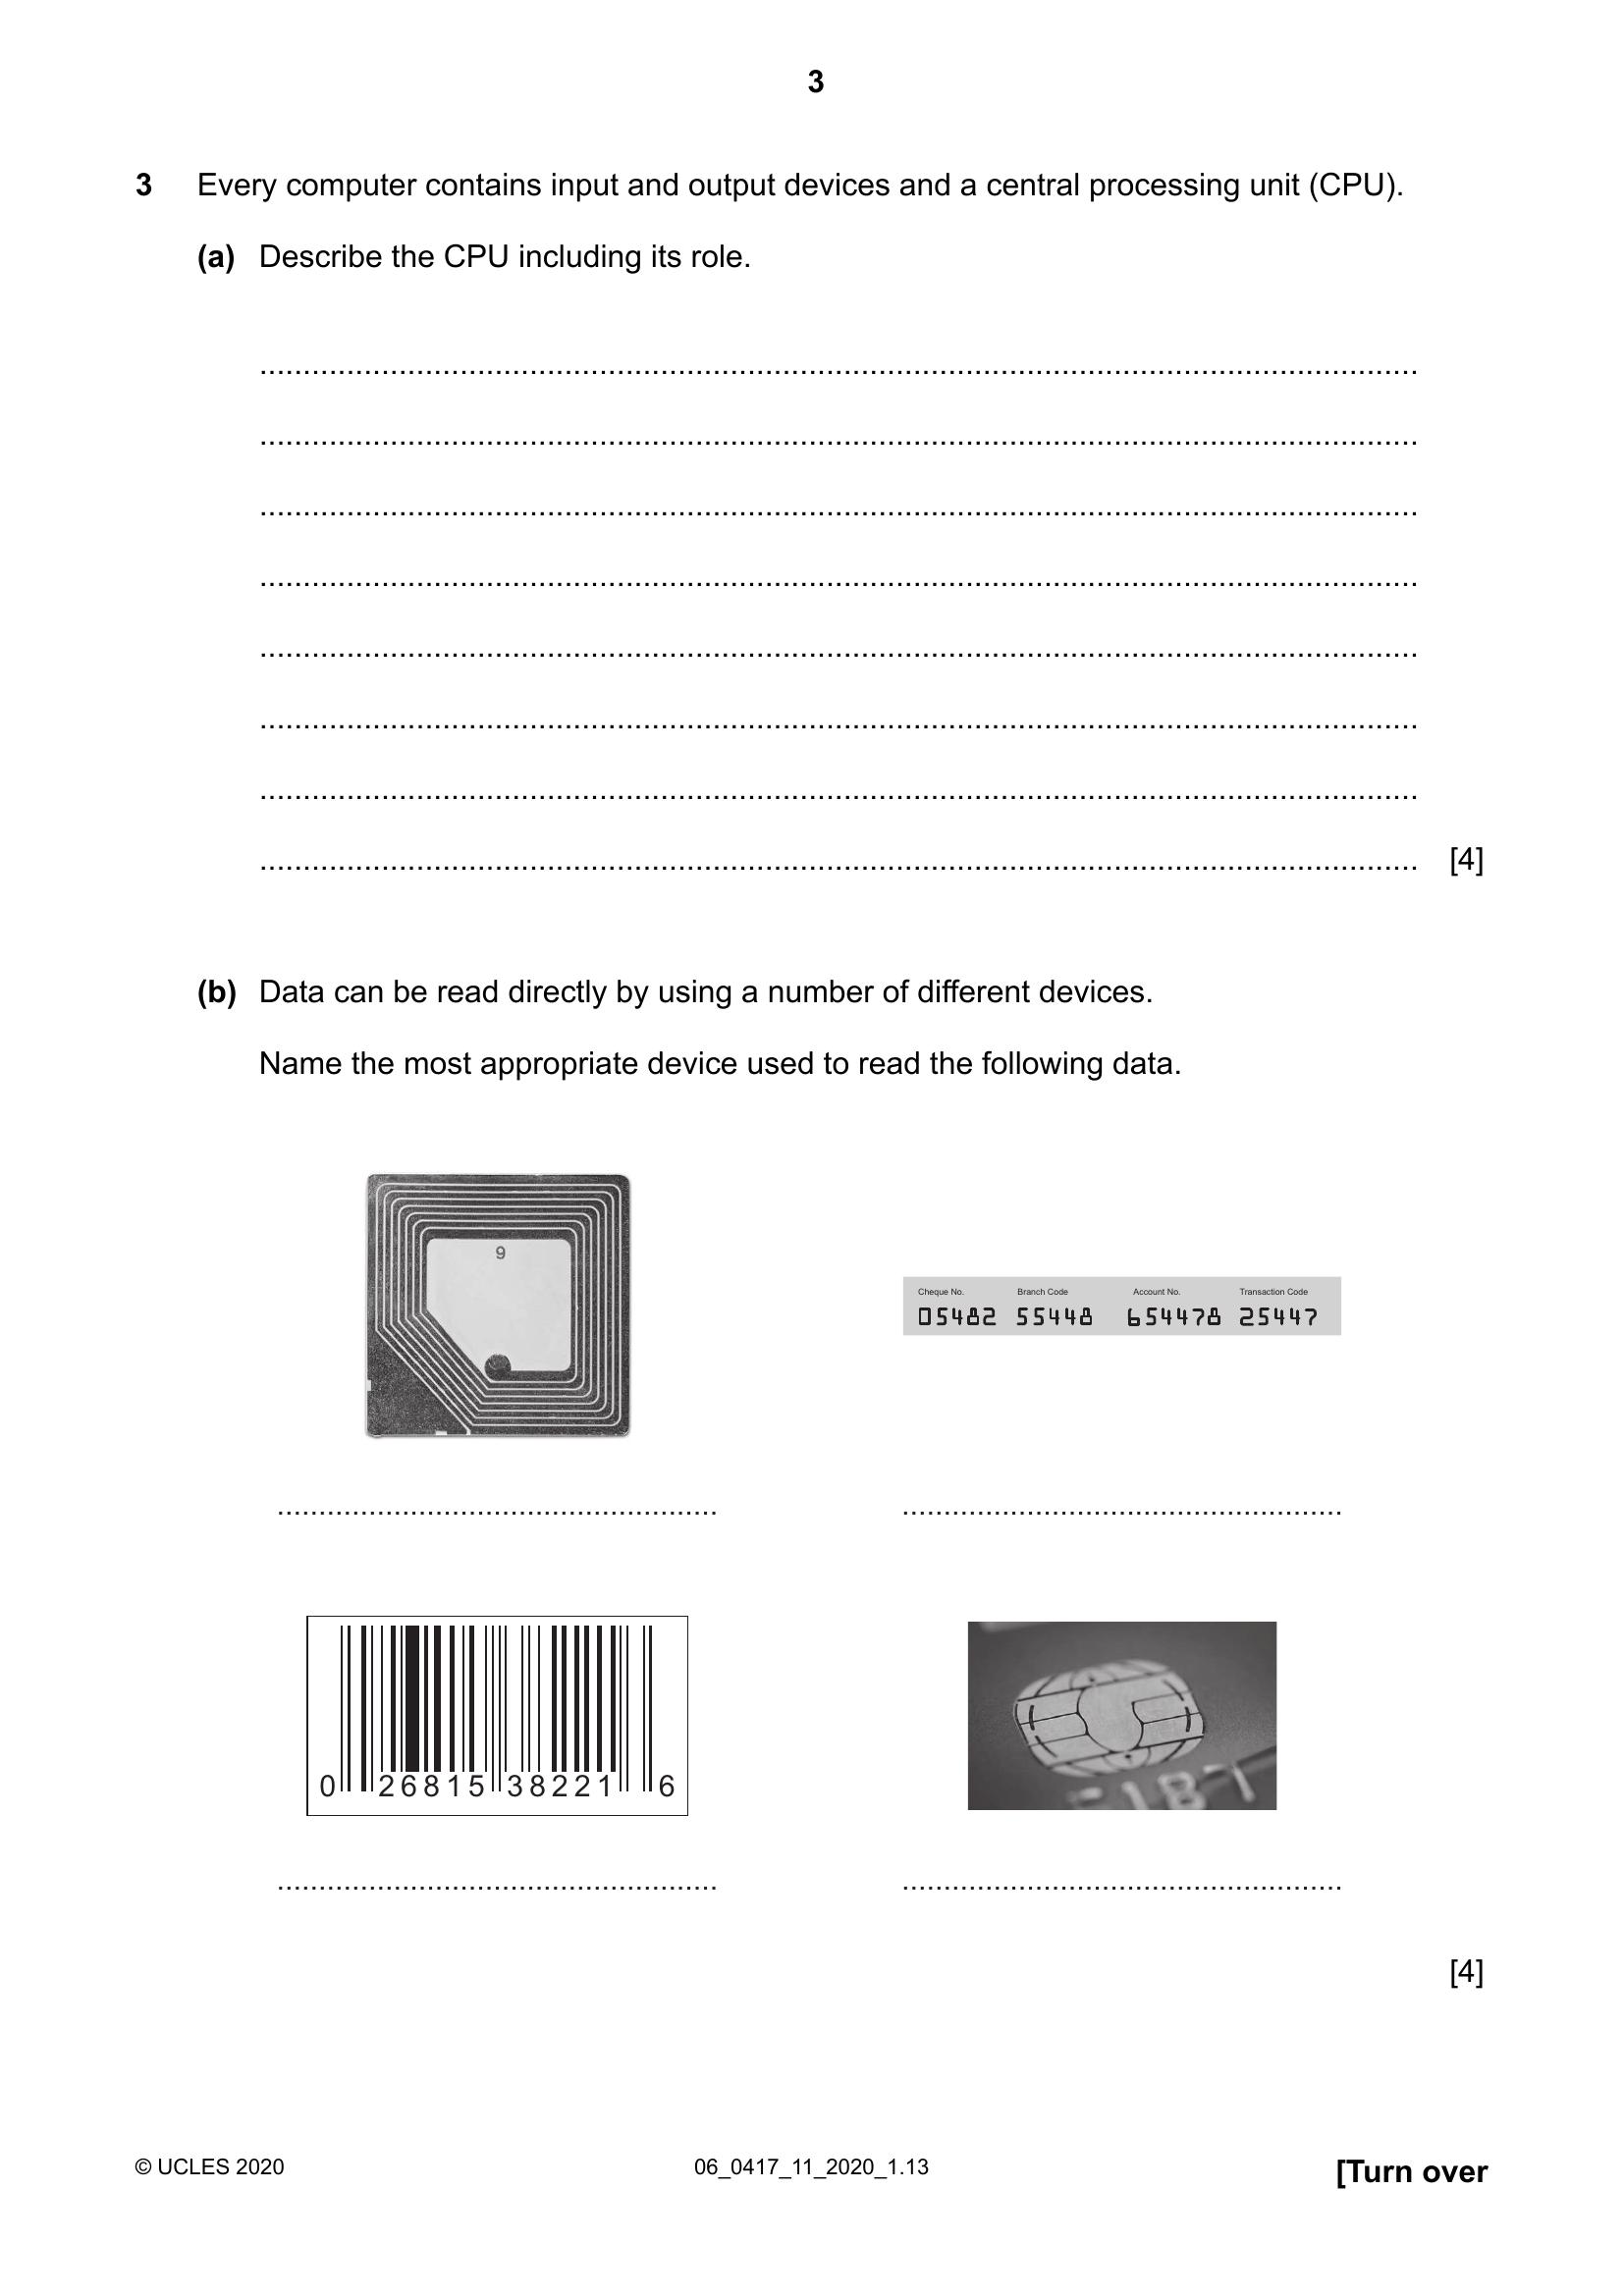 3
3 Every computer contains input and output devices and a central processing unit (CPU).
(a) Describe the CPU including its role.
................................................................................................................................
................................................................................................................................
................................................................................................................................
................................................................................................................................
................................................................................................................................
................................................................................................................................
................................................................................................................................
................................................................................................................................ [4]
(b) Data can be read directly by using a number of different devices.
Name the most appropriate device used to read the following data.
9
Cheque No. Branch Code Account No. Transaction Code
05482 55448 654478 25447
..................................................... .....................................................
0 26815 38221 6
..................................................... .....................................................
[4]
© UCLES 2020 06_0417_11_2020_1.13 [Turn over